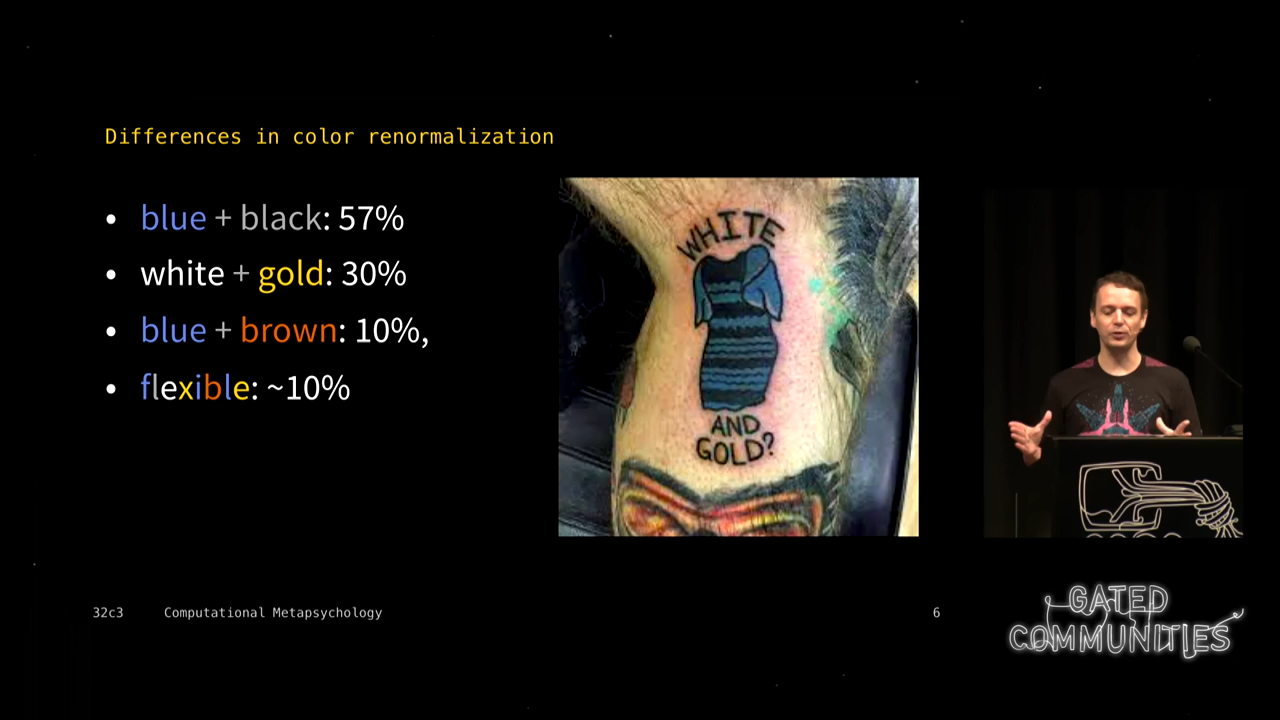 Differences in color renormalization
• blue + black: 57%
• white + gold: 30%
• blue + brown: 10%,
• flexible: ~10%
WHITE
AND
GOLD?
32c3 Computational Metapsychology 6
GATED
COMMUNITIES